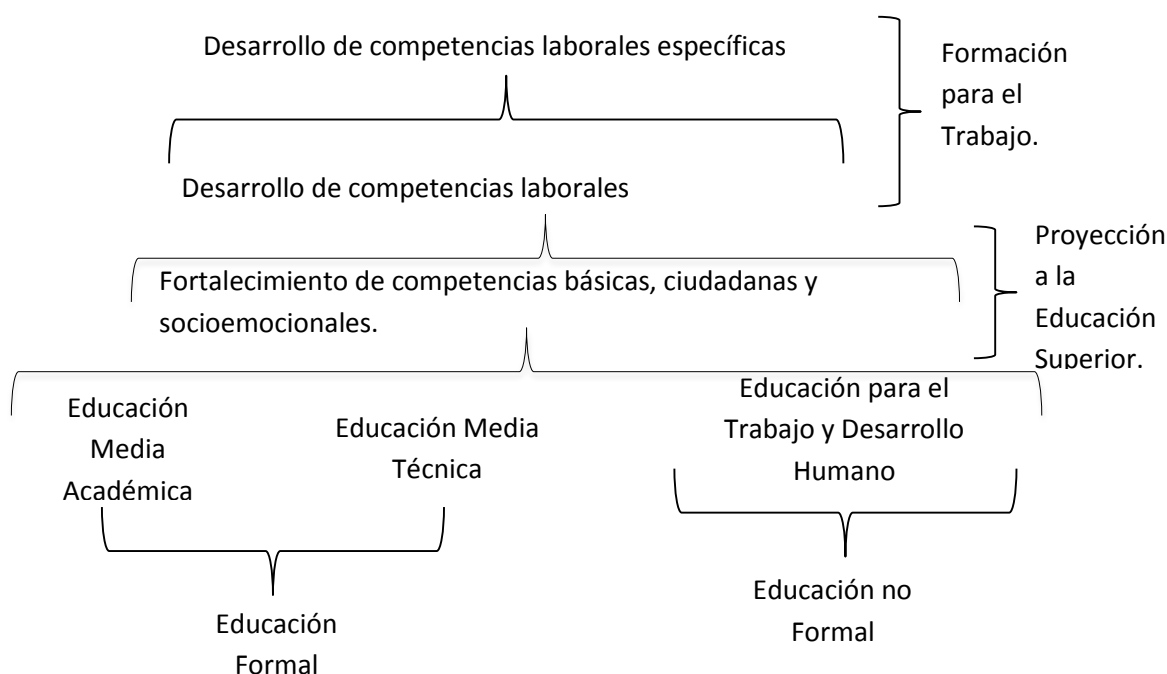 Desarrollo de competencias laborales específicas
Formación
para el
Trabajo.
Desarrollo de competencias laborales
Proyección
a la
Educación
Superior.
Fortalecimiento de competencias básicas, ciudadanas y
socioemocionales.
Educación
Media
Académica
Educación Media
Técnica
Educación para el
Trabajo y Desarrollo
Humano
Educación
Formal
Educación no
Formal